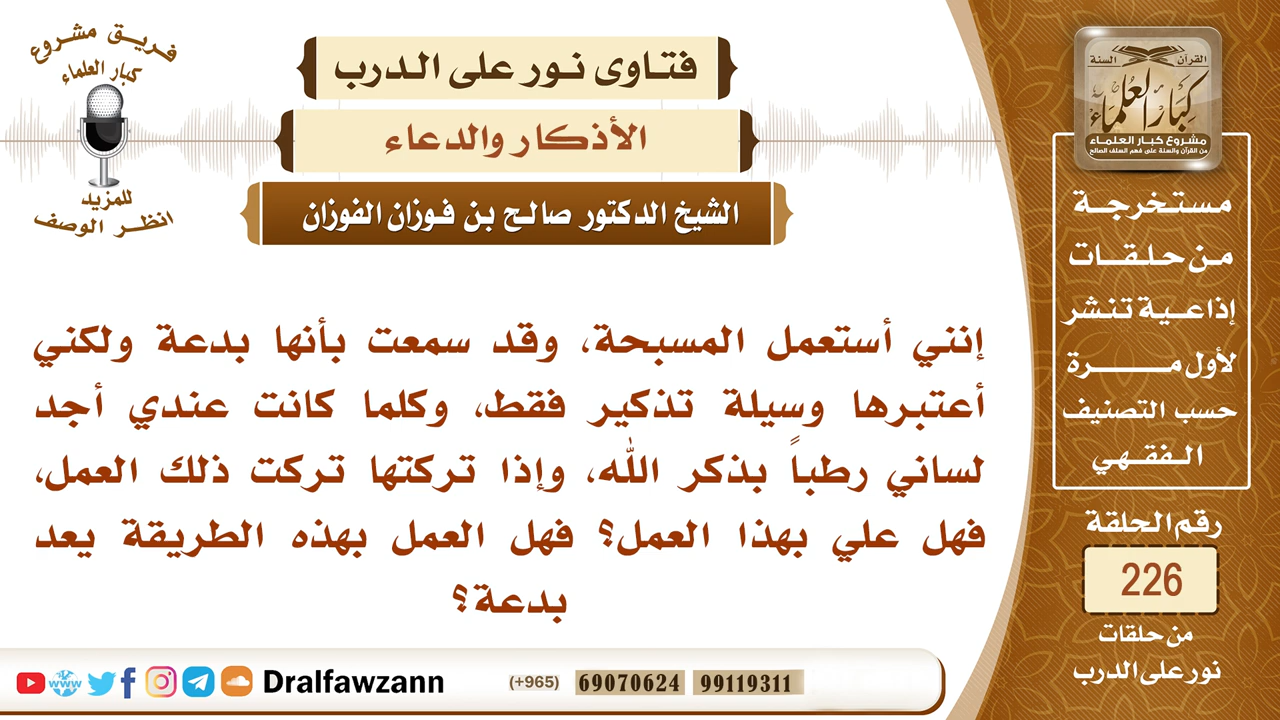 فريق مشروع
كبار العلماء
للمزيد
انظر الوصف
فتاوى نور على الدرب
الأذكار والدعاء
الشيخ الدكتور صالح بن فوزان الفوزان
إنني أستعمل المسبحة، وقد سمعت بأنها بدعة ولكني
أعتبرها وسيلة تذكير فقط، وكلما كانت عندي أجد
لساني رطباً بذكر الله، وإذا تركتها تركت ذلك العمل،
فهل علي بهذا العمل؟ فهل العمل بهذه الطريقة يعد
بدعة؟
القرآن السنة
كبار العلماء
مشروع كبار العلماء
من القرآن والسنة على فهم السلف الصالح
مستخرجة
من حلقات
إذاعية تنشر
لأول مرة
حسب التصنيف
الفقهي
رقم الحلقة
226
من حلقات
نور على الدرب
www
Dralfawzann
(+965) 69070624 99119311